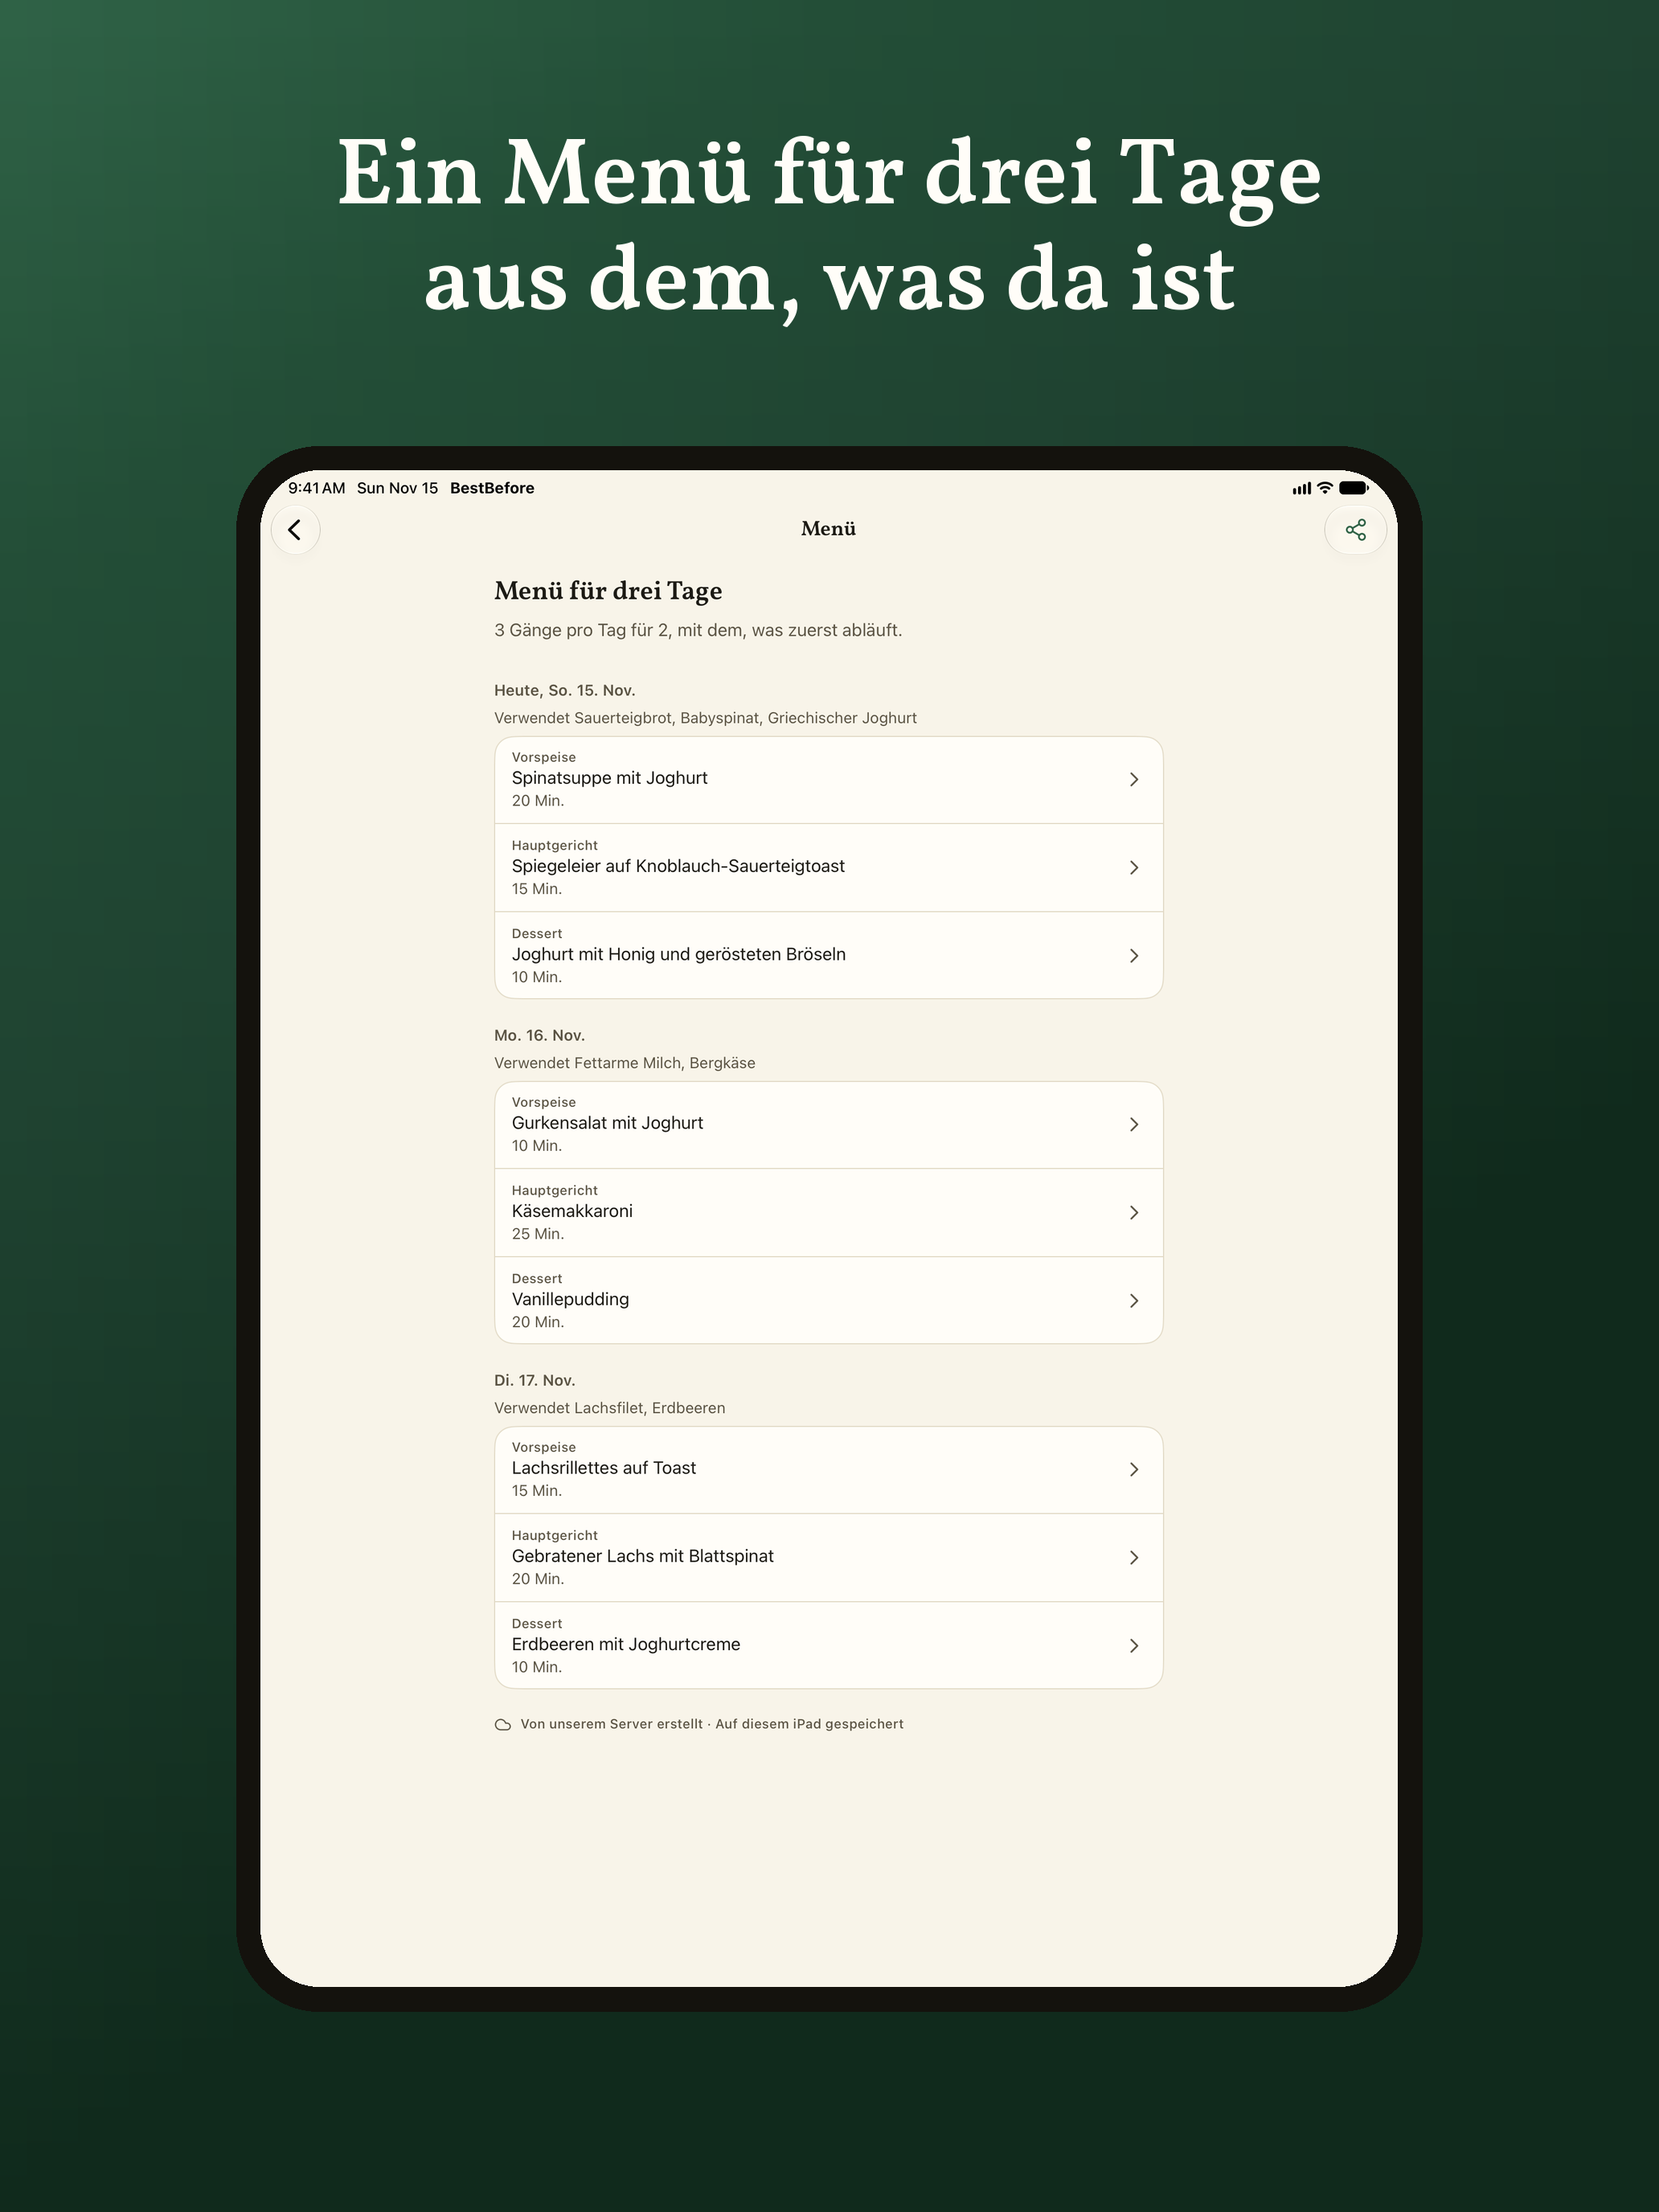 Ein Menü für drei Tage
aus dem, was da ist
9:41 AM Sun Nov 15 BestBefore
Menü
Menü für drei Tage
3 Gänge pro Tag für 2, mit dem, was zuerst abläuft.
Heute, So. 15. Nov.
Verwendet Sauerteigbrot, Babyspinat, Griechischer Joghurt
Vorspeise
Spinatsuppe mit Joghurt
20 Min.
Hauptgericht
Spiegeleier auf Knoblauch-Sauerteigtoast
15 Min.
Dessert
Joghurt mit Honig und gerösteten Bröseln
10 Min.
Mo. 16. Nov.
Verwendet Fettarme Milch, Bergkäse
Vorspeise
Gurkensalat mit Joghurt
10 Min.
Hauptgericht
Käsemakkaroni
25 Min.
Dessert
Vanillepudding
20 Min.
Di. 17. Nov.
Verwendet Lachsfilet, Erdbeeren
Vorspeise
Lachsrillettes auf Toast
15 Min.
Hauptgericht
Gebratener Lachs mit Blattspinat
20 Min.
Dessert
Erdbeeren mit Joghurtcreme
10 Min.
Von unserem Server erstellt · Auf diesem iPad gespeichert